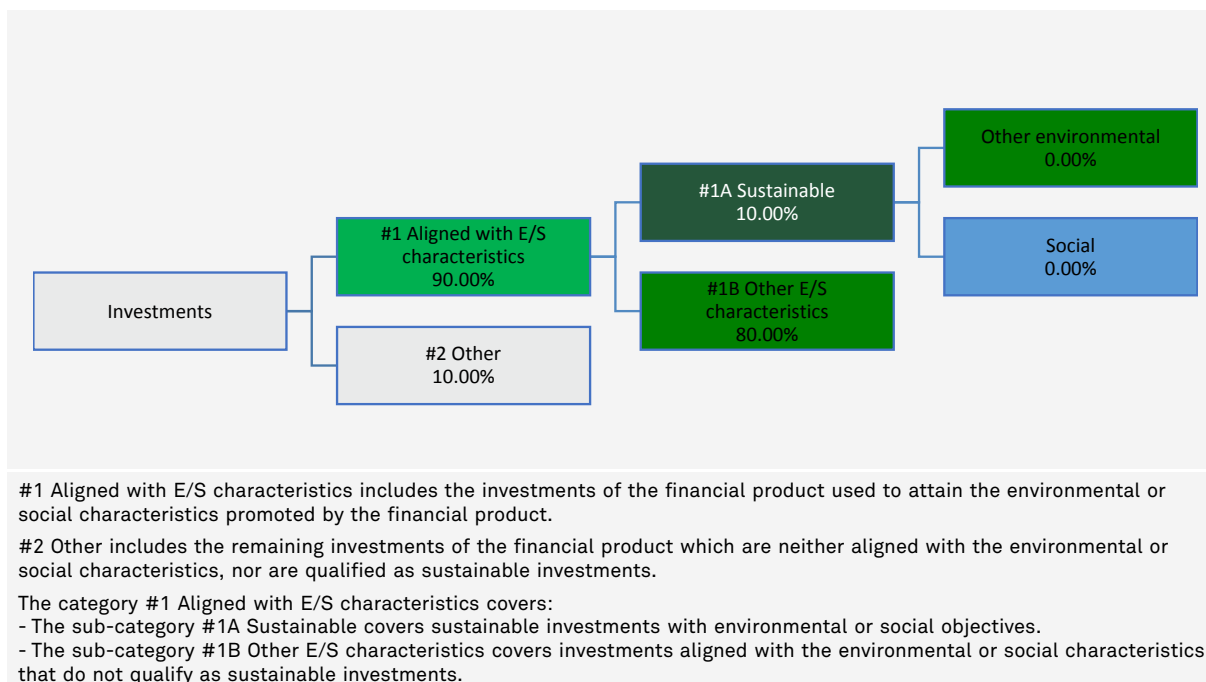 Investments
#1 Aligned with E/S
characteristics
90.00%
#2 Other
10.00%
#1A Sustainable
10.00%
#1B Other E/S
characteristics
80.00%
Other environmental
0.00%
Social
0.00%
#1 Aligned with E/S characteristics includes the investments of the financial product used to attain the environmental or
social characteristics promoted by the financial product.
#2 Other includes the remaining investments of the financial product which are neither aligned with the environmental or
social characteristics, nor are qualified as sustainable investments.
The category #1 Aligned with E/S characteristics covers:
- The sub-category #1A Sustainable covers sustainable investments with environmental or social objectives.
- The sub-category #1B Other E/S characteristics covers investments aligned with the environmental or social characteristics
that do not qualify as sustainable investments.